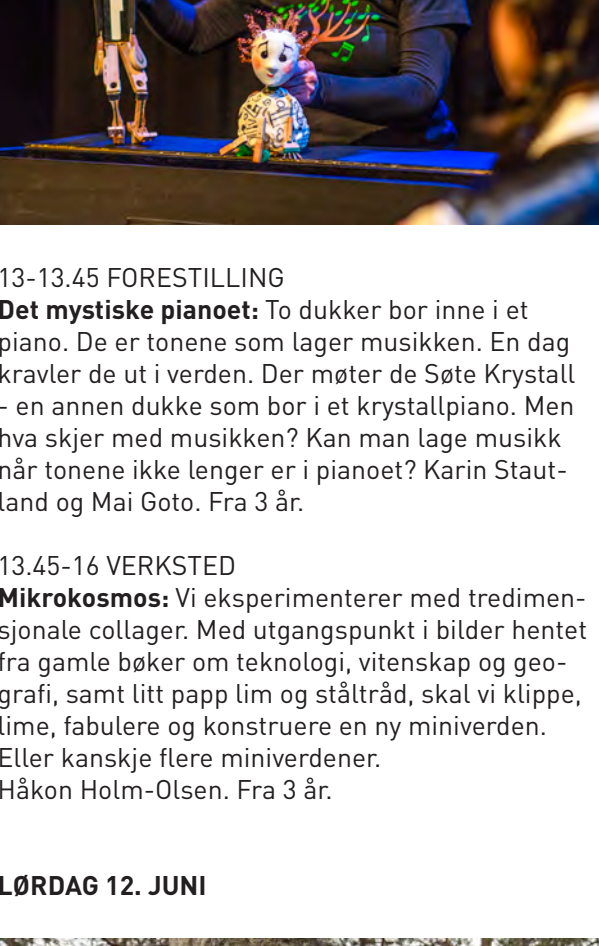 13-13.45 FORESTILLING
Det mystiske pianoet: To dukker bor inne i et
piano. De er tonene som lager musikken. En dag
kravler de ut i verden. Der møter de Søte Krystall
- en annen dukke som bor i et krystallpiano. Men
hva skjer med musikken? Kan man lage musikk
når tonene ikke lenger er i pianoet? Karin Staut-
land og Mai Goto. Fra 3 år.
13.45-16 VERKSTED
Mikrokosmos: Vi eksperimenterer med tredimen-
sjonale collager. Med utgangspunkt i bilder hentet
fra gamle bøker om teknologi, vitenskap og geo-
grafi, samt litt papp lim og ståltråd, skal vi klippe,
lime, fabulere og konstruere en ny miniverden.
Eller kanskje flere miniverdener.
Håkon Holm-Olsen. Fra 3 år.
LØRDAG 12. JUNI